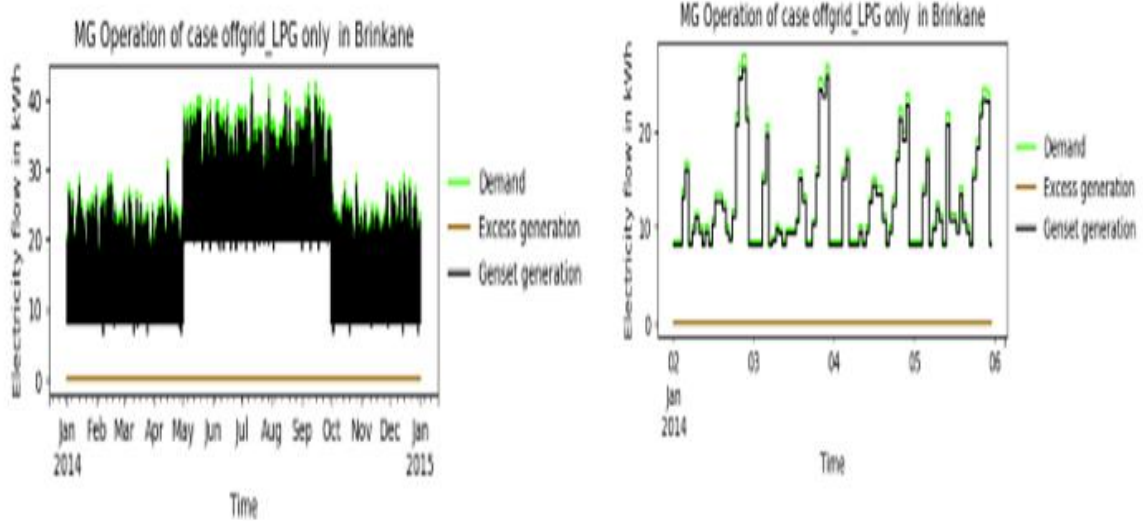 MG Operation of case offgrid_LPG only in Brinkane
Electricity flow in kWh
40
30
20
10
0
Jan Feb Mar Apr May Jun Jul Aug Sep Oct Nov Dec Jan
2014 2015
Time
Demand
Excess generation
Genset generation
MG Operation of case offgrid_LPG only in Brinkane
Electricity flow in kWh
20
10
0
02 03 04 05 06
Jan
2014
Time
Demand
Excess generation
Genset generation